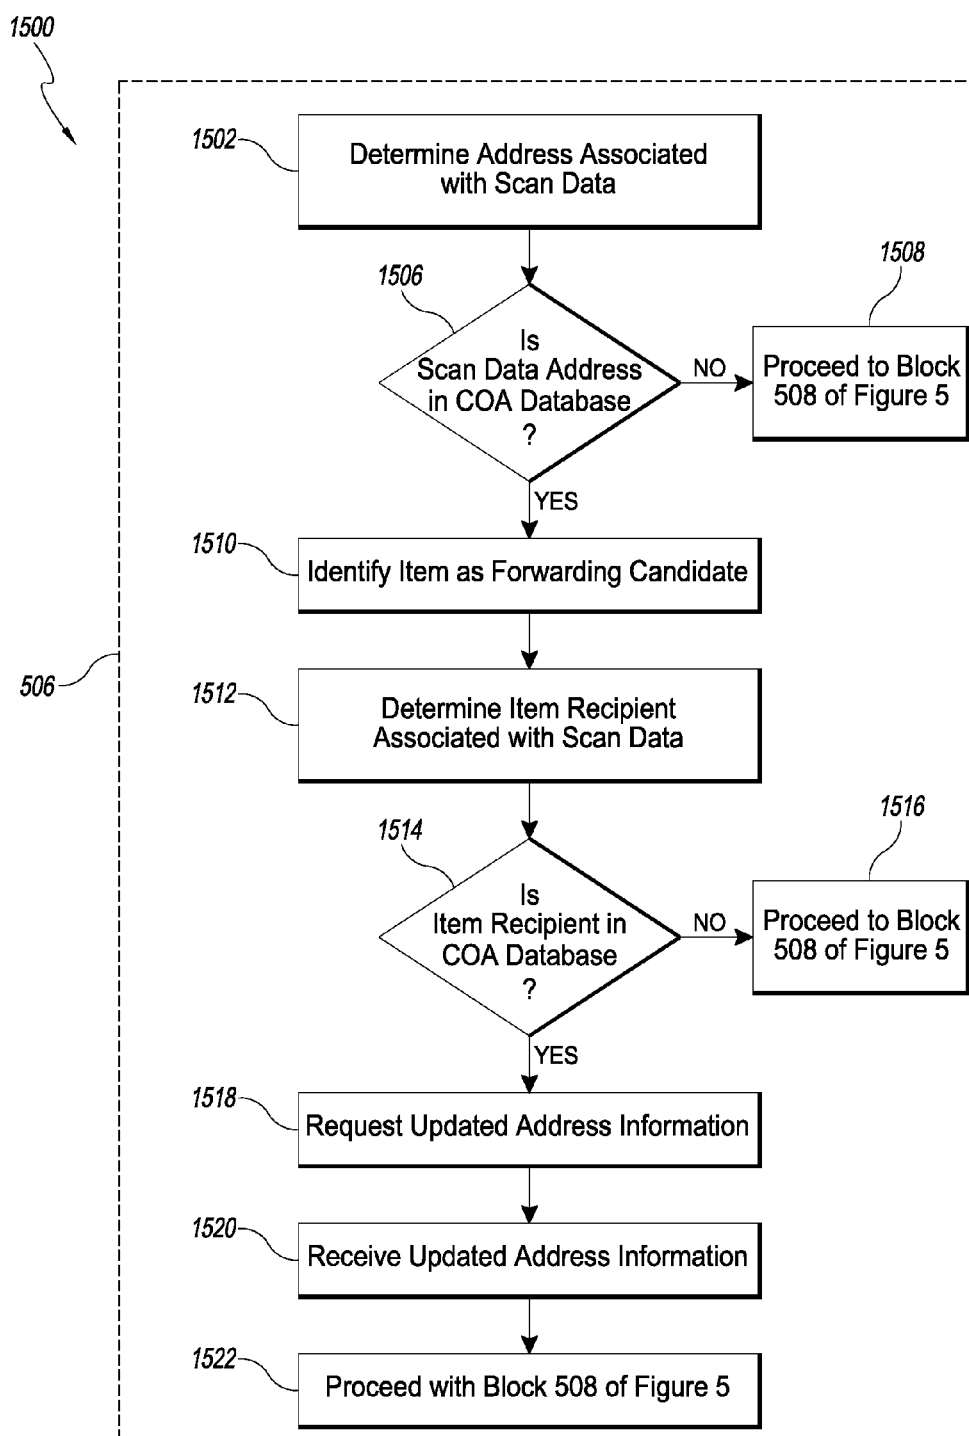 1500
1502
Determine Address Associated
with Scan Data
1506
1508
Is
Scan Data Address
in COA Database
?
NO
Proceed to Block
508 of Figure 5
YES
1510
Identify Item as Forwarding Candidate
506
1512
Determine Item Recipient
Associated with Scan Data
1514
1516
Is
Item Recipient in
COA Database
?
NO
Proceed to Block
508 of Figure 5
YES
1518
Request Updated Address Information
1520
Receive Updated Address Information
1522
Proceed with Block 508 of Figure 5